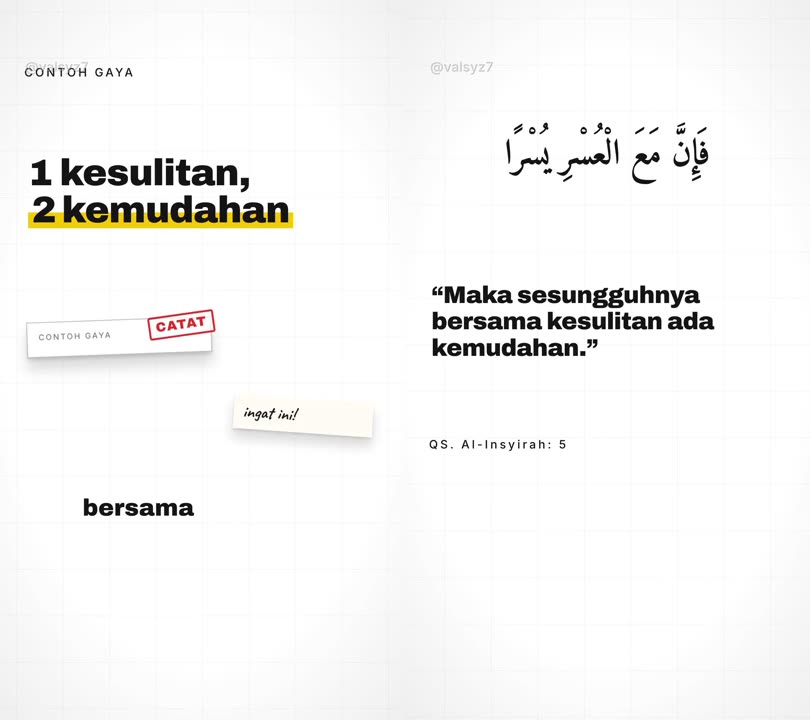 @valsyz7
CONTOH GAYA
1 kesulitan,
2 kemudahan
CONTOH GAYA
CATAT
ingat ini!
bersama
@valsyz7
فَإِنَّ مَعَ الْعُسْرِ يُسْرًا
“Maka sesungguhnya
bersama kesulitan ada
kemudahan.”
QS. Al-Insyirah: 5